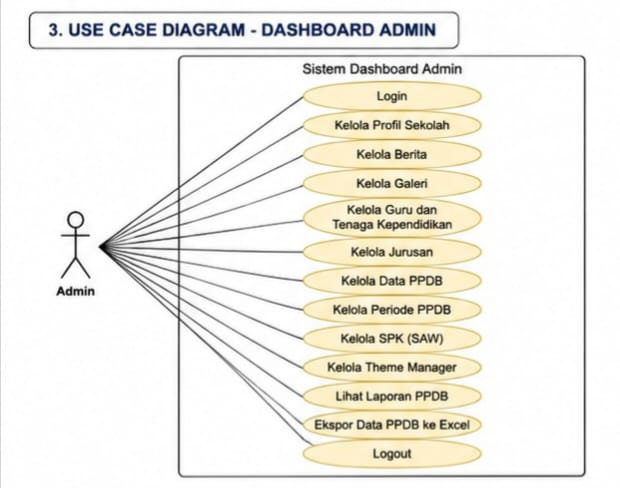 3. USE CASE DIAGRAM - DASHBOARD ADMIN
Sistem Dashboard Admin
Login
Kelola Profil Sekolah
Kelola Berita
Kelola Galeri
Kelola Guru dan
Tenaga Kependidikan
Kelola Jurusan
Kelola Data PPDB
Kelola Periode PPDB
Kelola SPK (SAW)
Kelola Theme Manager
Lihat Laporan PPDB
Ekspor Data PPDB ke Excel
Logout
Admin